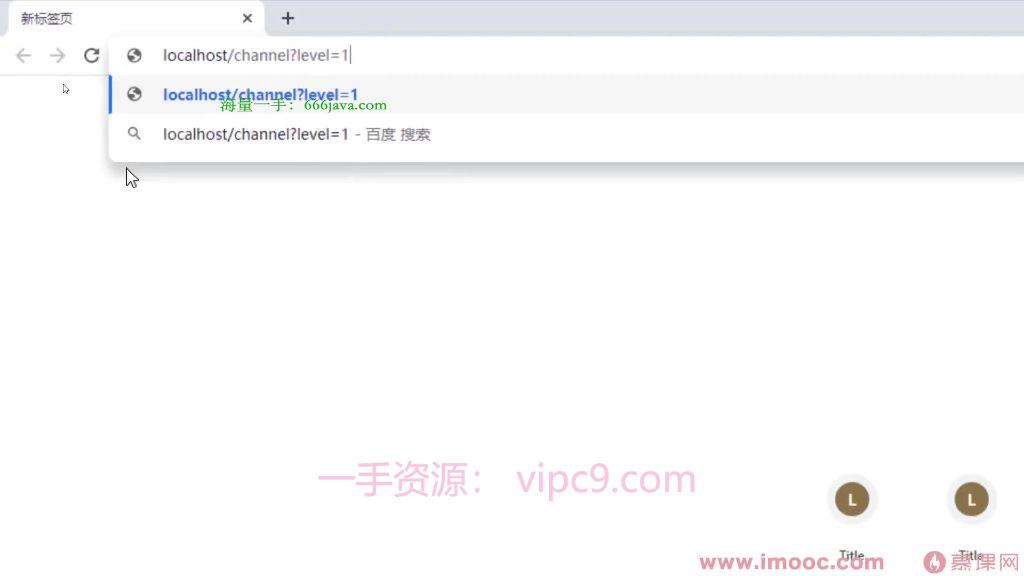 新标签页
localhost/channel?level=1
localhost/channel?level=1
海量一手：666java.com
localhost/channel?level=1 - 百度 搜索
一手资源： vipc9.com
L L
Title Title
www.imooc.com 慕课网